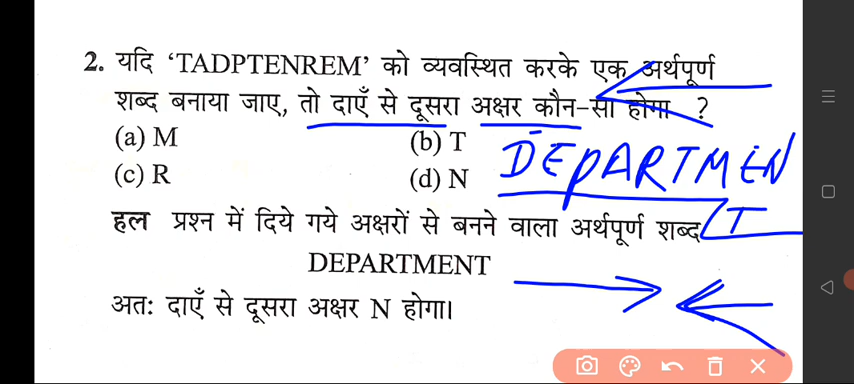 2. यदि 'TADPTENREM' को व्यवस्थित करके एक अर्थपूर्ण
शब्द बनाया जाए, तो दाएँ से दूसरा अक्षर कौन-सा होगा ?
(a) M (b) T
(c) R (d) N
DEPARTMEN
T
हल प्रश्न में दिये गये अक्षरों से बनने वाला अर्थपूर्ण शब्द
DEPARTMENT
अतः दाएँ से दूसरा अक्षर N होगा।